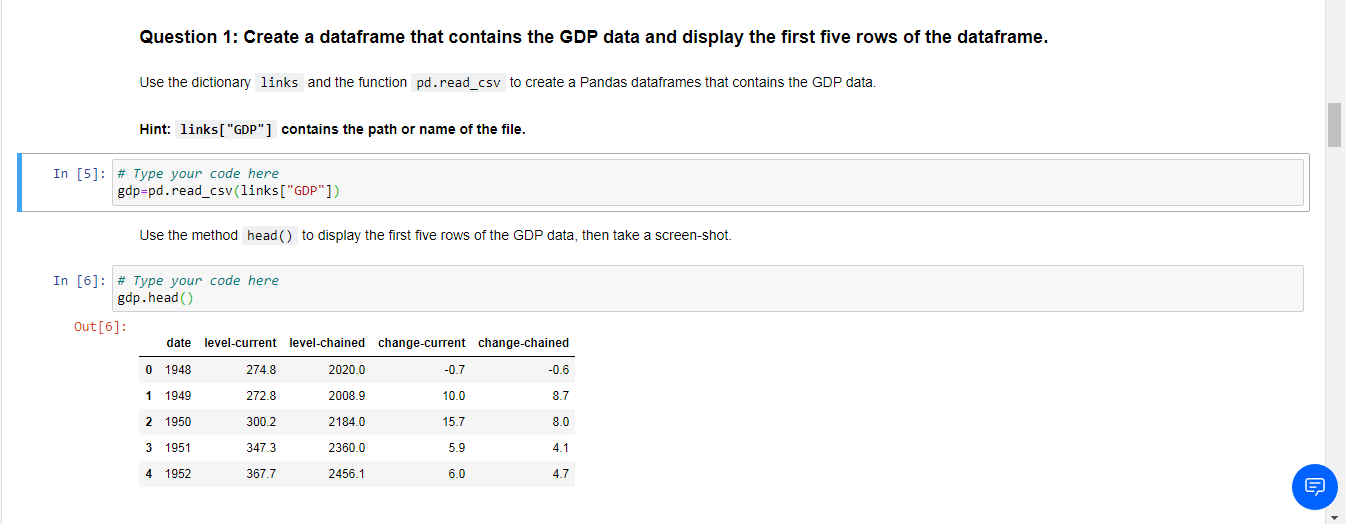 Question 1: Create a dataframe that contains the GDP data and display the first five rows of the dataframe.
Use the dictionary links and the function pd.read_csv to create a Pandas dataframes that contains the GDP data.
Hint: links["GDP"] contains the path or name of the file.
In [5]: # Type your code here
gdp=pd.read_csv(links["GDP"])
Use the method head() to display the first five rows of the GDP data, then take a screen-shot.
In [6]: # Type your code here
gdp.head()
Out[6]:
date level-current level-chained change-current change-chained
0 1948 274.8 2020.0 -0.7 -0.6
1 1949 272.8 2008.9 10.0 8.7
2 1950 300.2 2184.0 15.7 8.0
3 1951 347.3 2360.0 5.9 4.1
4 1952 367.7 2456.1 6.0 4.7